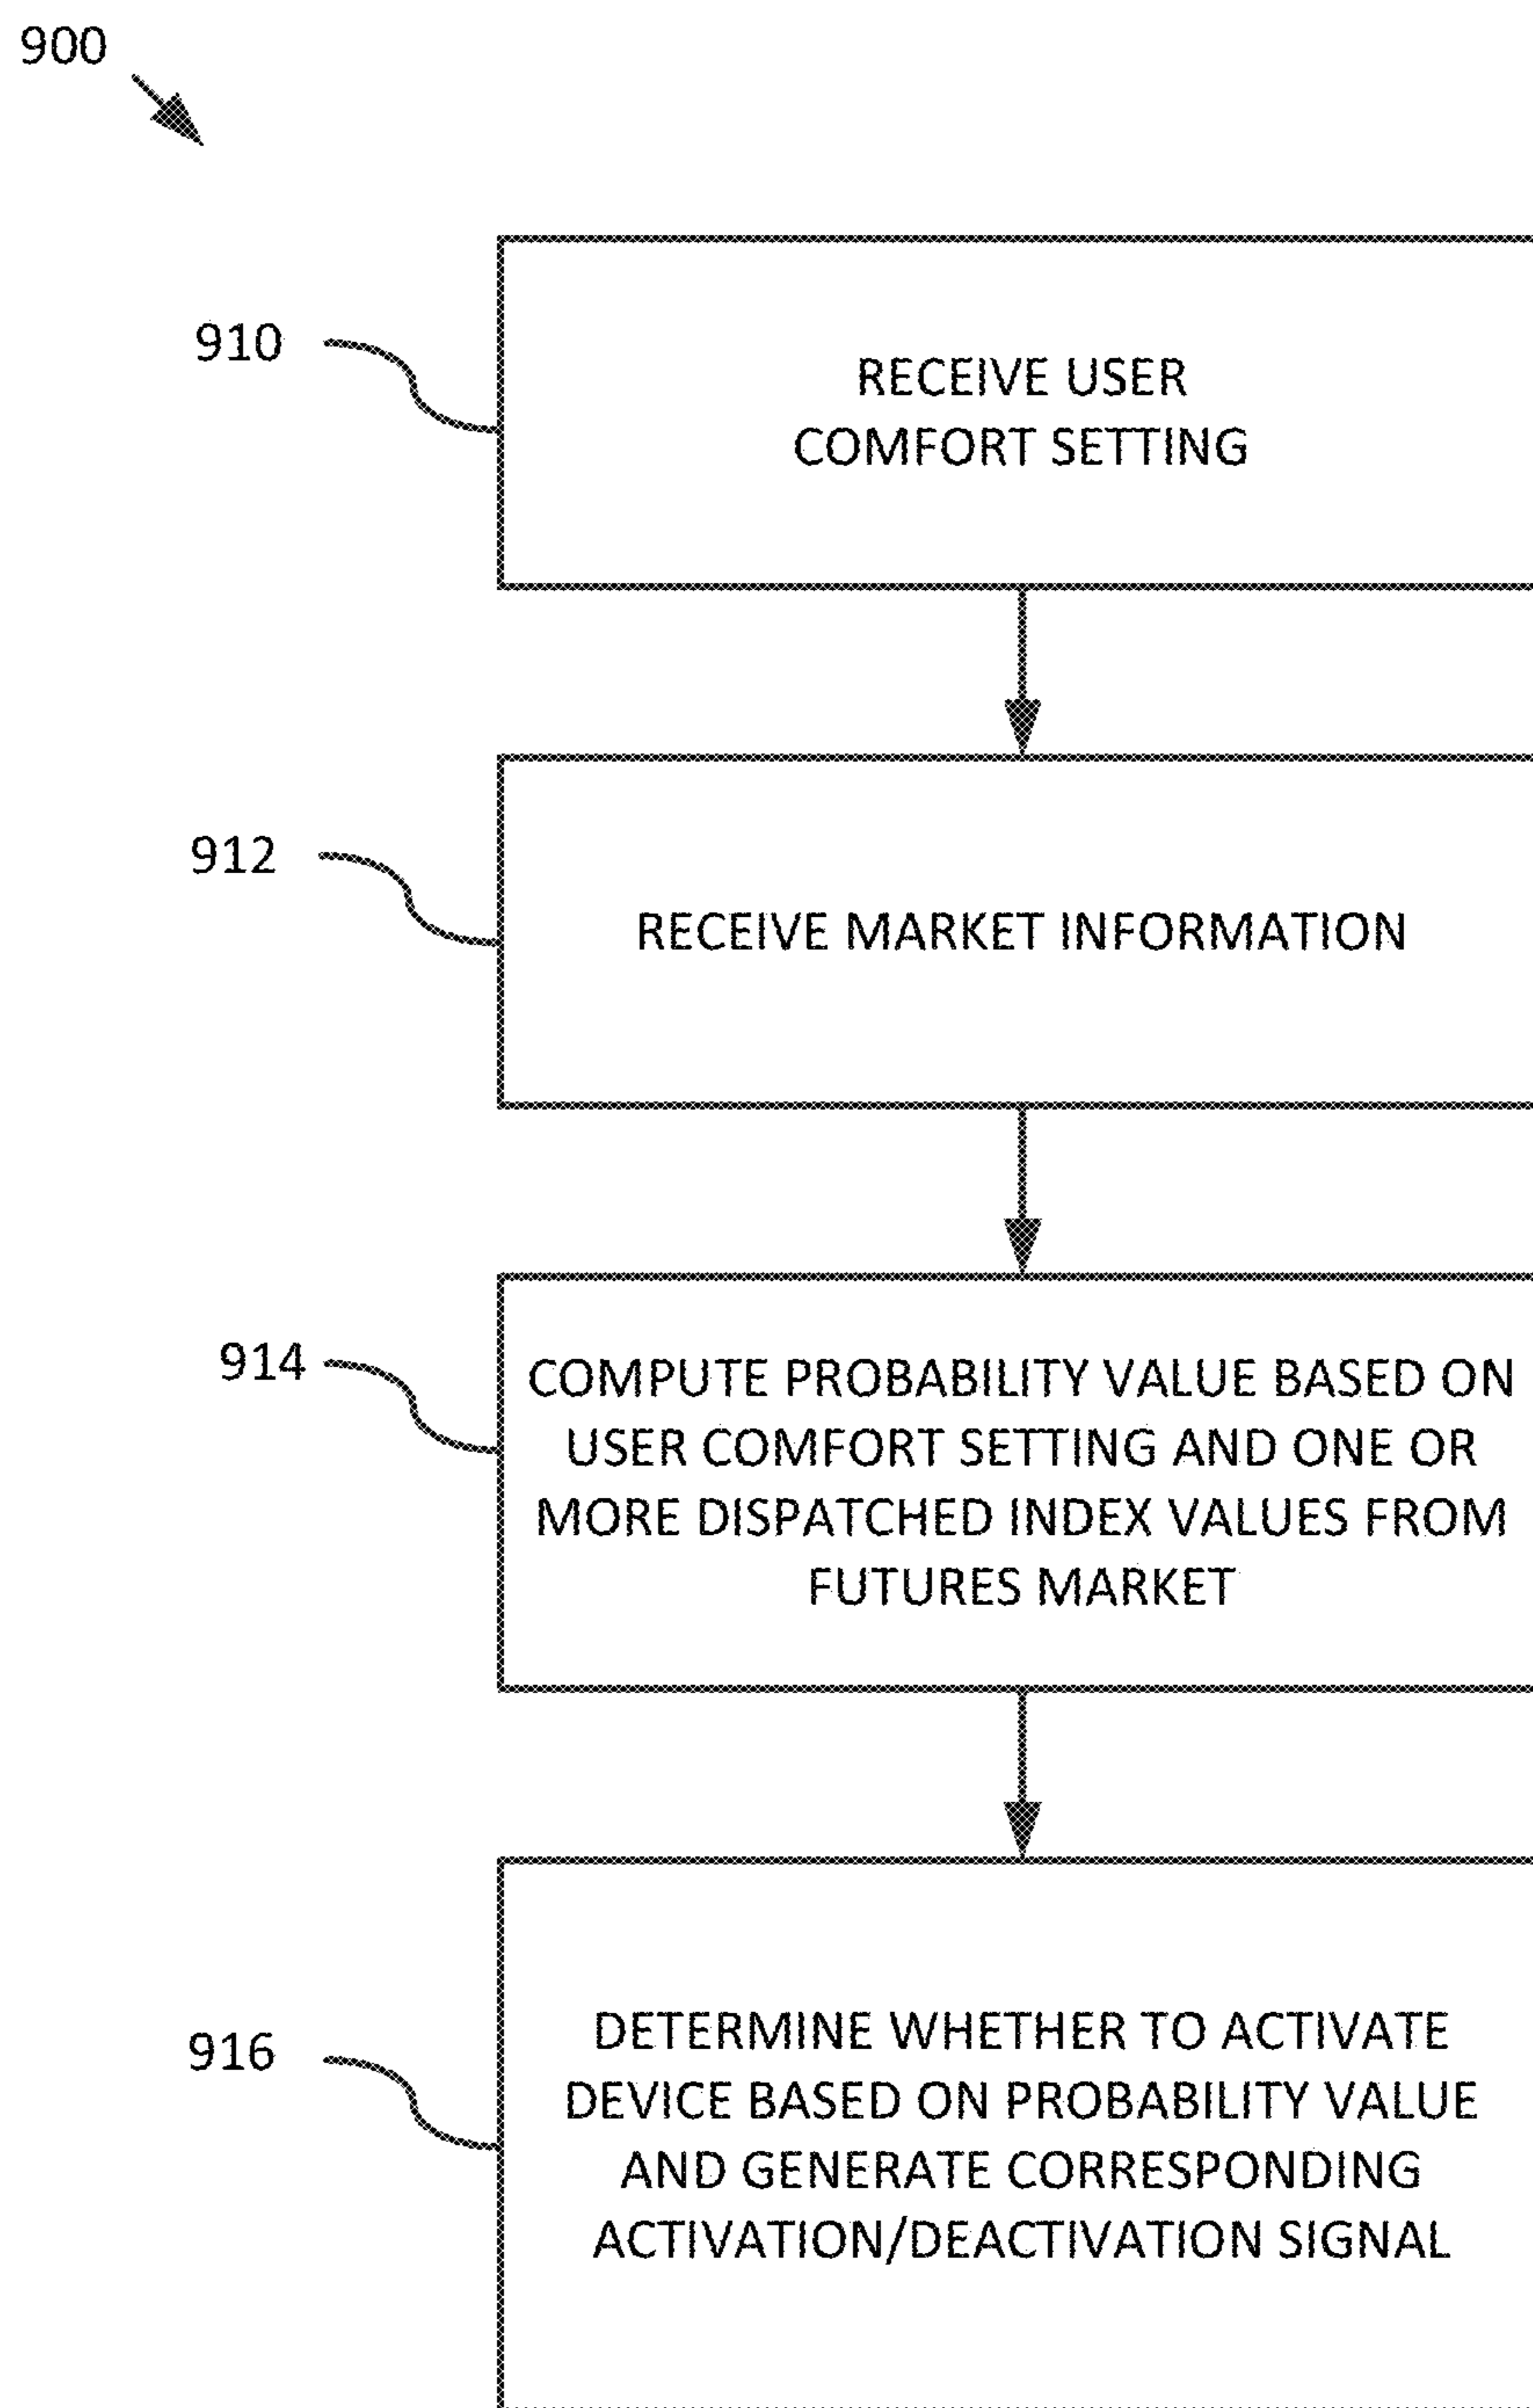 900
910
RECEIVE USER
COMFORT SETTING
912
RECEIVE MARKET INFORMATION
914
COMPUTE PROBABILITY VALUE BASED ON
USER COMFORT SETTING AND ONE OR
MORE DISPATCHED INDEX VALUES FROM
FUTURES MARKET
916
DETERMINE WHETHER TO ACTIVATE
DEVICE BASED ON PROBABILITY VALUE
AND GENERATE CORRESPONDING
ACTIVATION/DEACTIVATION SIGNAL